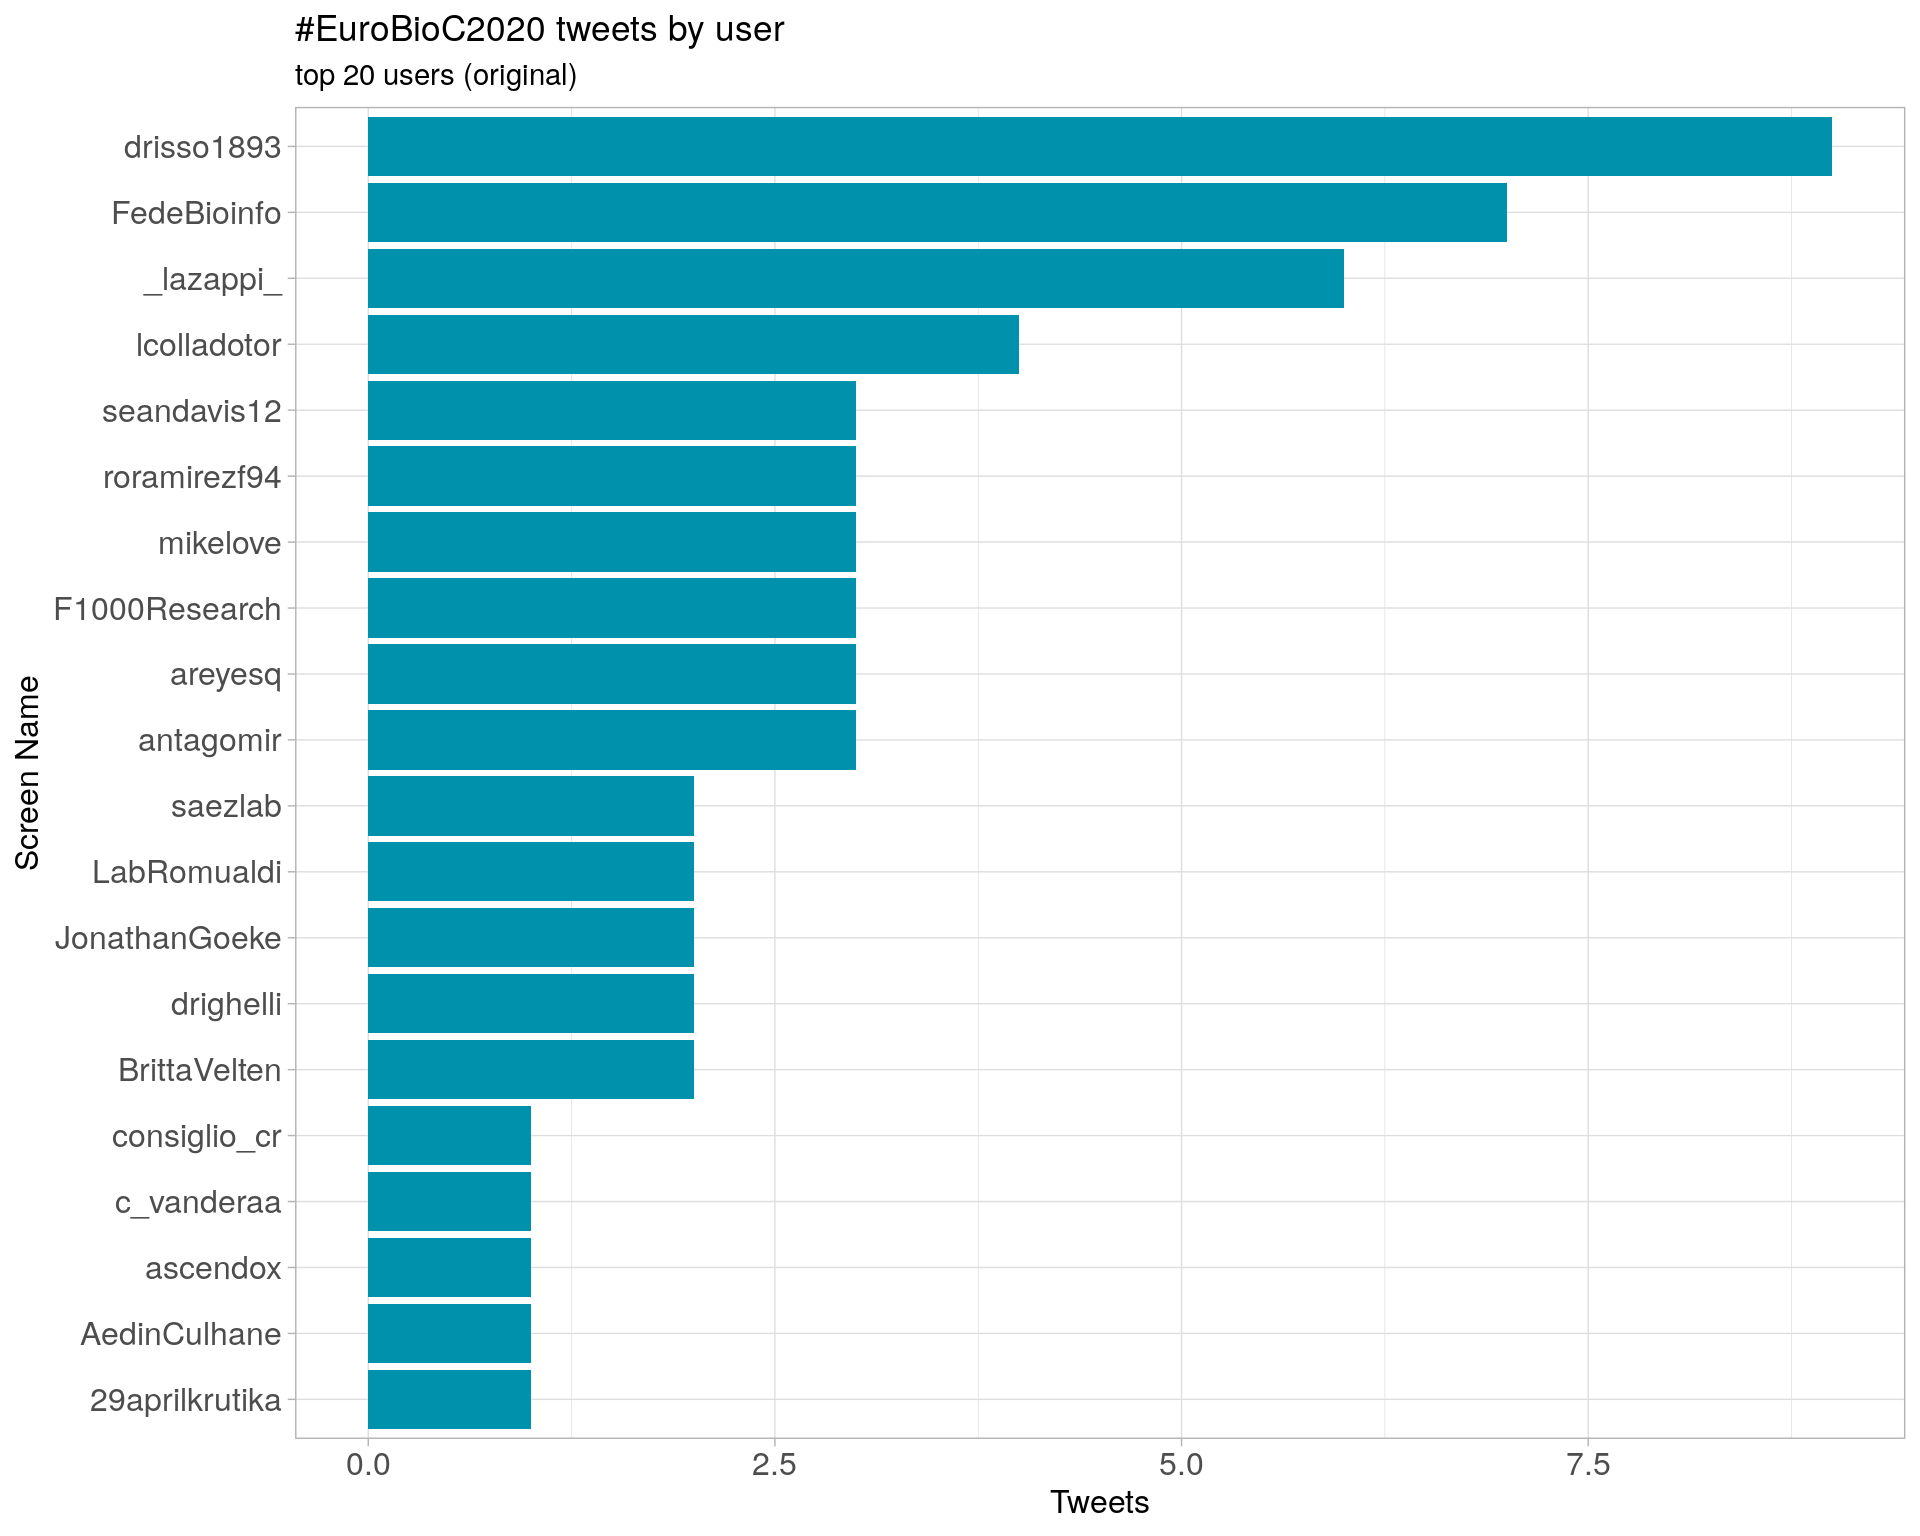 #EuroBioC2020 tweets by user
top 20 users (original)
drisso1893
FedeBioinfo
_lazappi_
lcolladotor
seandavis12
roramirezf94
mikelove
F1000Research
areyesq
antagomir
saezlab
LabRomualdi
JonathanGoeke
drighelli
BrittaVelten
consiglio_cr
c_vanderaa
ascendox
AedinCulhane
29aprilkrutika
Screen Name
0.0 2.5 5.0 7.5
Tweets